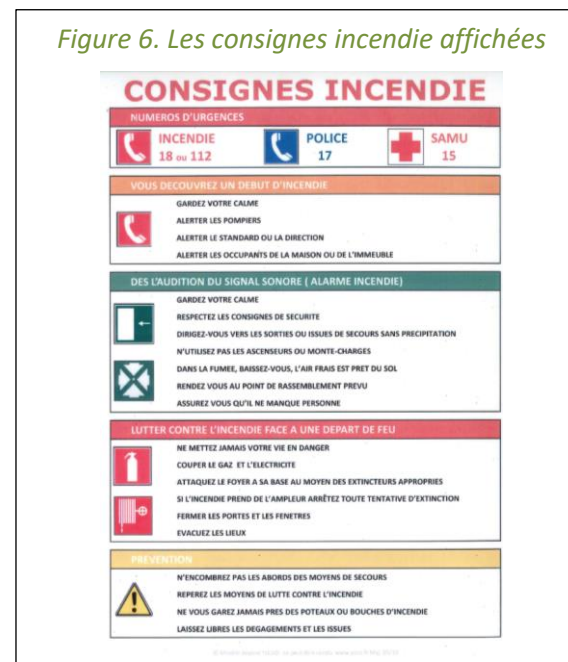 Figure 6. Les consignes incendie affichées
CONSIGNES INCENDIE
NUMEROS D'URGENCES
INCENDIE
18 ou 112
POLICE
17
SAMU
15
VOUS DECOUVREZ UN DEBUT D'INCENDIE
GARDEZ VOTRE CALME
ALERTER LES POMPIERS
ALERTER LE STANDARD OU LA DIRECTION
ALERTER LES OCCUPANTS DE LA MAISON OU DE L'IMMEUBLE
DES L'AUDITION DU SIGNAL SONORE ( ALARME INCENDIE)
GARDEZ VOTRE CALME
RESPECTEZ LES CONSIGNES DE SECURITE
DIRIGEZ-VOUS VERS LES SORTIES OU ISSUES DE SECOURS SANS PRECIPITATION
N'UTILISEZ PAS LES ASCENSEURS OU MONTE-CHARGES
DANS LA FUMEE, BAISSEZ-VOUS, L'AIR FRAIS EST PRET DU SOL
RENDEZ VOUS AU POINT DE RASSEMBLEMENT PREVU
ASSUREZ VOUS QU'IL NE MANQUE PERSONNE
LUTTER CONTRE L'INCENDIE FACE A UNE DEPART DE FEU
NE METTEZ JAMAIS VOTRE VIE EN DANGER
COUPER LE GAZ ET L'ELECTRICITE
ATTAQUEZ LE FOYER A SA BASE AU MOYEN DES EXTINCTEURS APPROPRIES
SI L'INCENDIE PREND DE L'AMPLEUR ARRÊTEZ TOUTE TENTATIVE D'EXTINCTION
FERMER LES PORTES ET LES FENETRES
EVACUEZ LES LIEUX
PREVENTION
N'ENCOMBREZ PAS LES ABORDS DES MOYENS DE SECOURS
REPEREZ LES MOYENS DE LUTTE CONTRE L'INCENDIE
NE VOUS GAREZ JAMAIS PRES DES POTEAUX OU BOUCHES D'INCENDIE
LAISSEZ LIBRES LES DEGAGEMENTS ET LES ISSUES